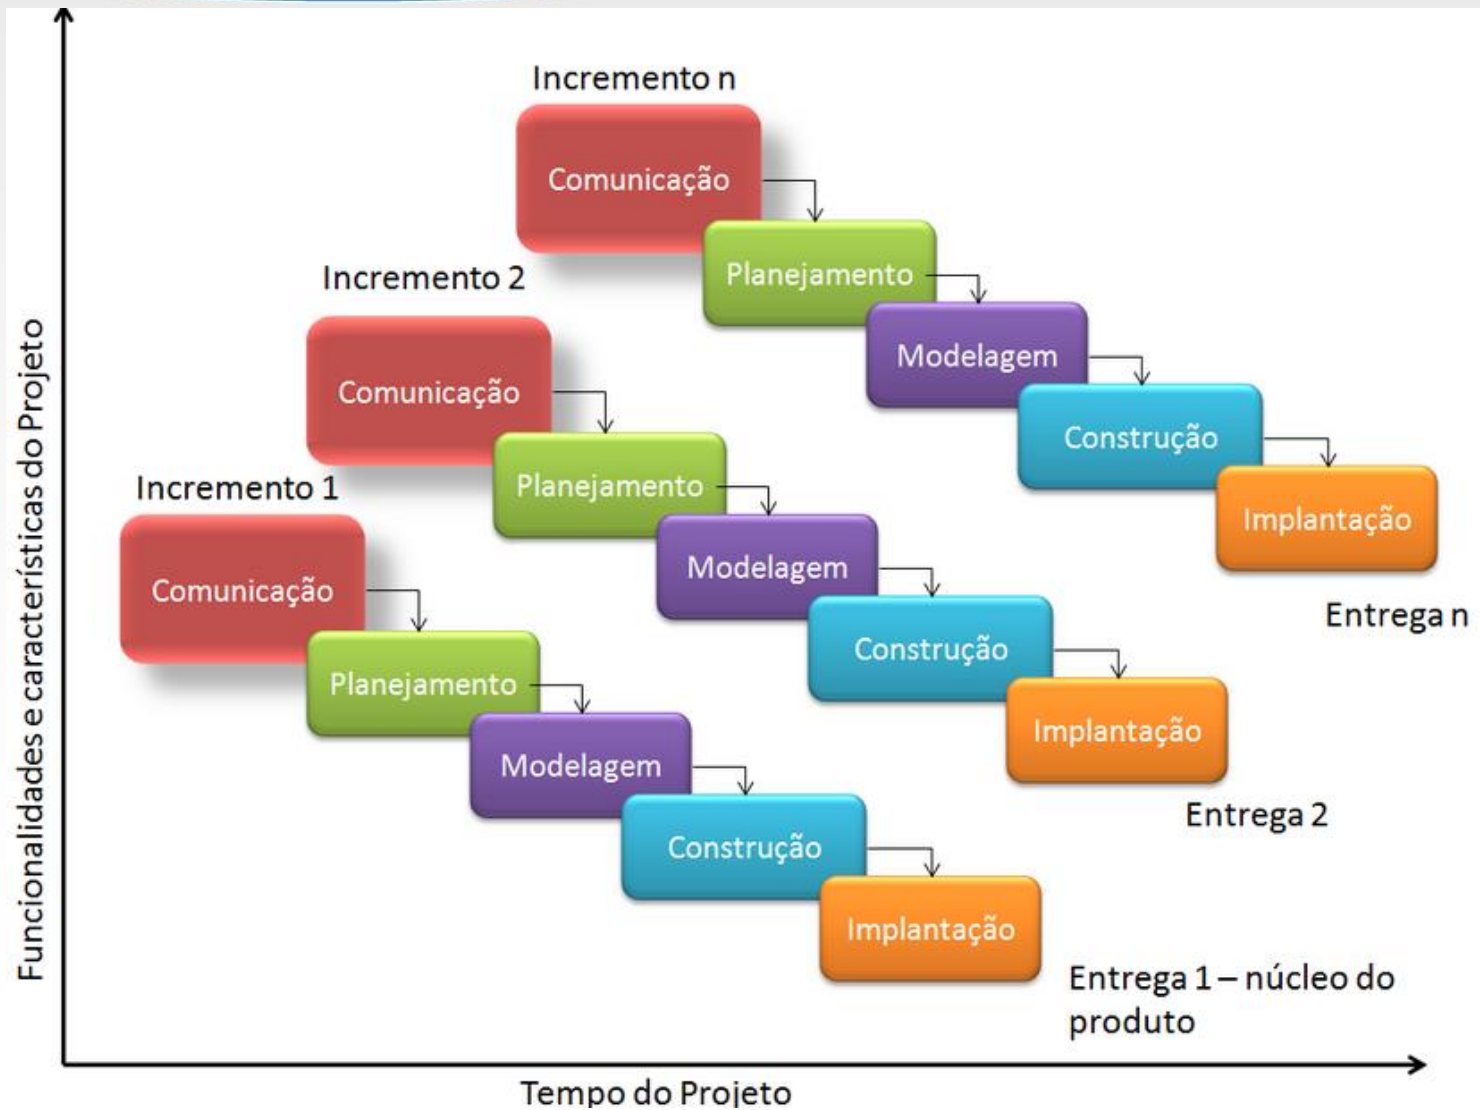 Incremento n
Comunicação
Planejamento
Modelagem
Construção
Implantação
Entrega n
Incremento 2
Comunicação
Planejamento
Modelagem
Construção
Implantação
Entrega 2
Incremento 1
Comunicação
Planejamento
Modelagem
Construção
Implantação
Entrega 1 – núcleo do
produto
Funcionalidades e características do Projeto
Tempo do Projeto